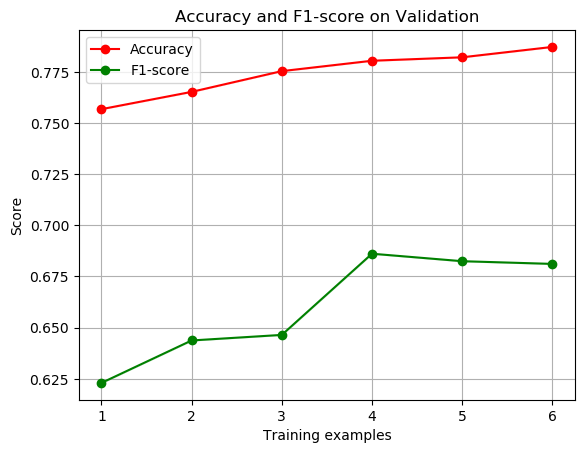 Accuracy and F1-score on Validation
Accuracy
F1-score
0.775
0.750
0.725
0.700
0.675
0.650
0.625
Score
1 2 3 4 5 6
Training examples